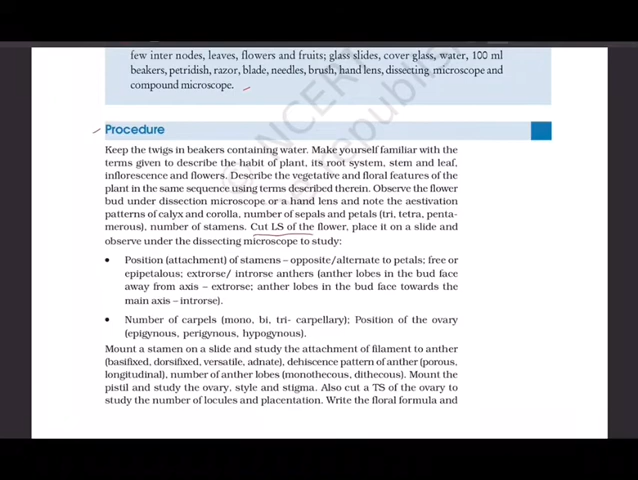 few inter nodes, leaves, flowers and fruits; glass slides, cover glass, water, 100 ml
beakers, petridish, razor, blade, needles, brush, hand lens, dissecting microscope and
compound microscope.
Procedure
Keep the twigs in beakers containing water. Make yourself familiar with the
terms given to describe the habit of plant, its root system, stem and leaf,
inflorescence and flowers. Describe the vegetative and floral features of the
plant in the same sequence using terms described therein. Observe the flower
bud under dissection microscope or a hand lens and note the aestivation
patterns of calyx and corolla, number of sepals and petals (tri, tetra, penta-
merous), number of stamens. Cut LS of the flower, place it on a slide and
observe under the dissecting microscope to study:
• Position (attachment) of stamens – opposite/alternate to petals; free or
epipetalous; extrorse/ introrse anthers (anther lobes in the bud face
away from axis – extrorse; anther lobes in the bud face towards the
main axis – introrse).
• Number of carpels (mono, bi, tri- carpellary); Position of the ovary
(epigynous, perigynous, hypogynous).
Mount a stamen on a slide and study the attachment of filament to anther
(basifixed, dorsifixed, versatile, adnate), dehiscence pattern of anther (porous,
longitudinal), number of anther lobes (monothecous, dithecous). Mount the
pistil and study the ovary, style and stigma. Also cut a TS of the ovary to
study the number of locules and placentation. Write the floral formula and